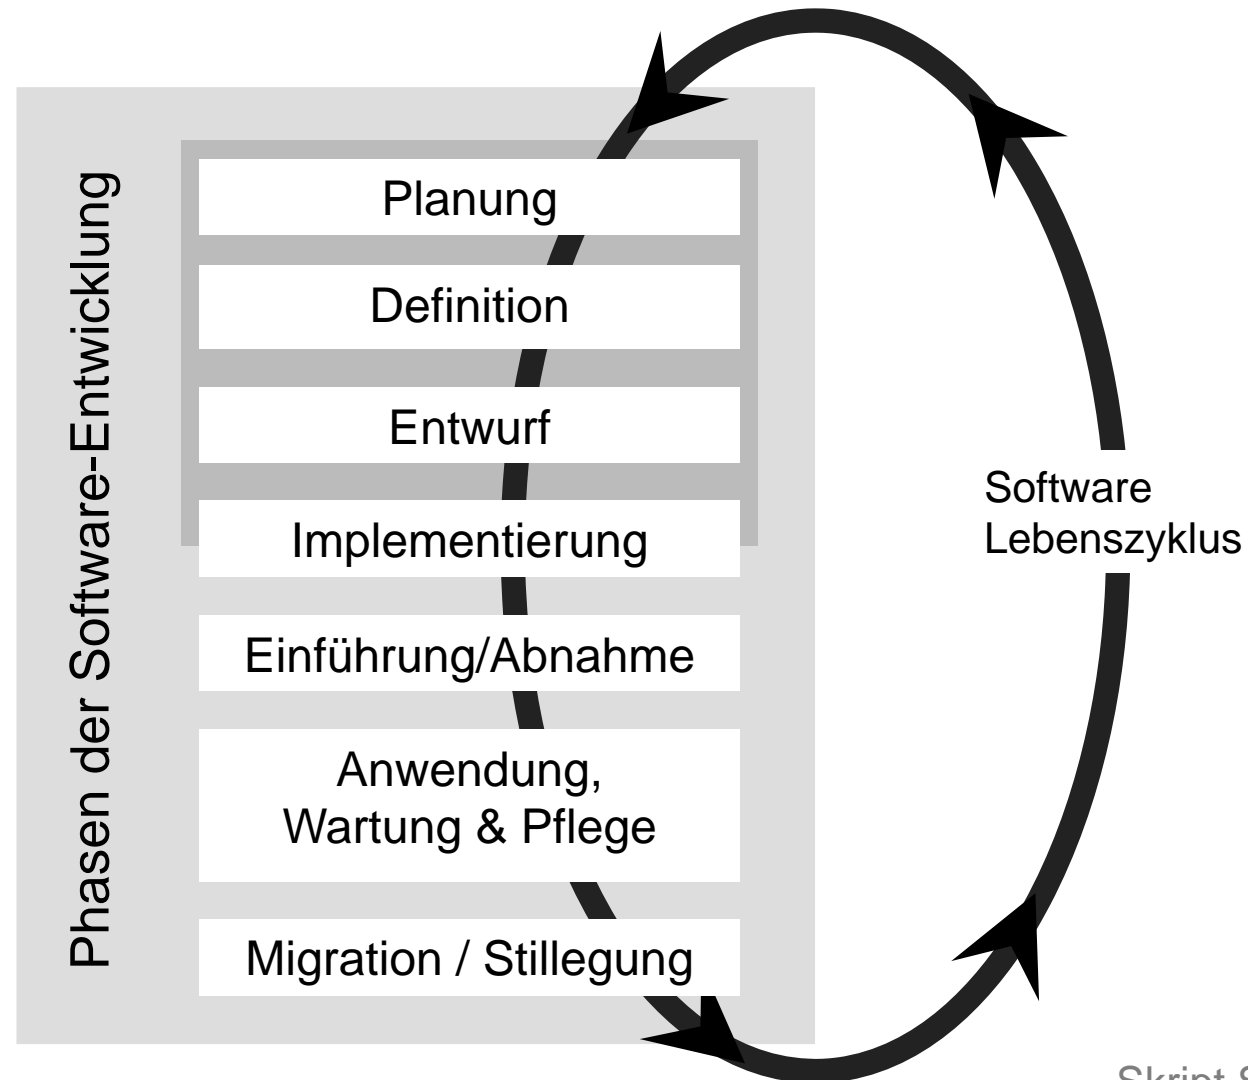 Phasen der Software-Entwicklung
Planung
Definition
Entwurf
Implementierung
Einführung/Abnahme
Anwendung,
Wartung & Pflege
Migration / Stillegung
Software
Lebenszyklus